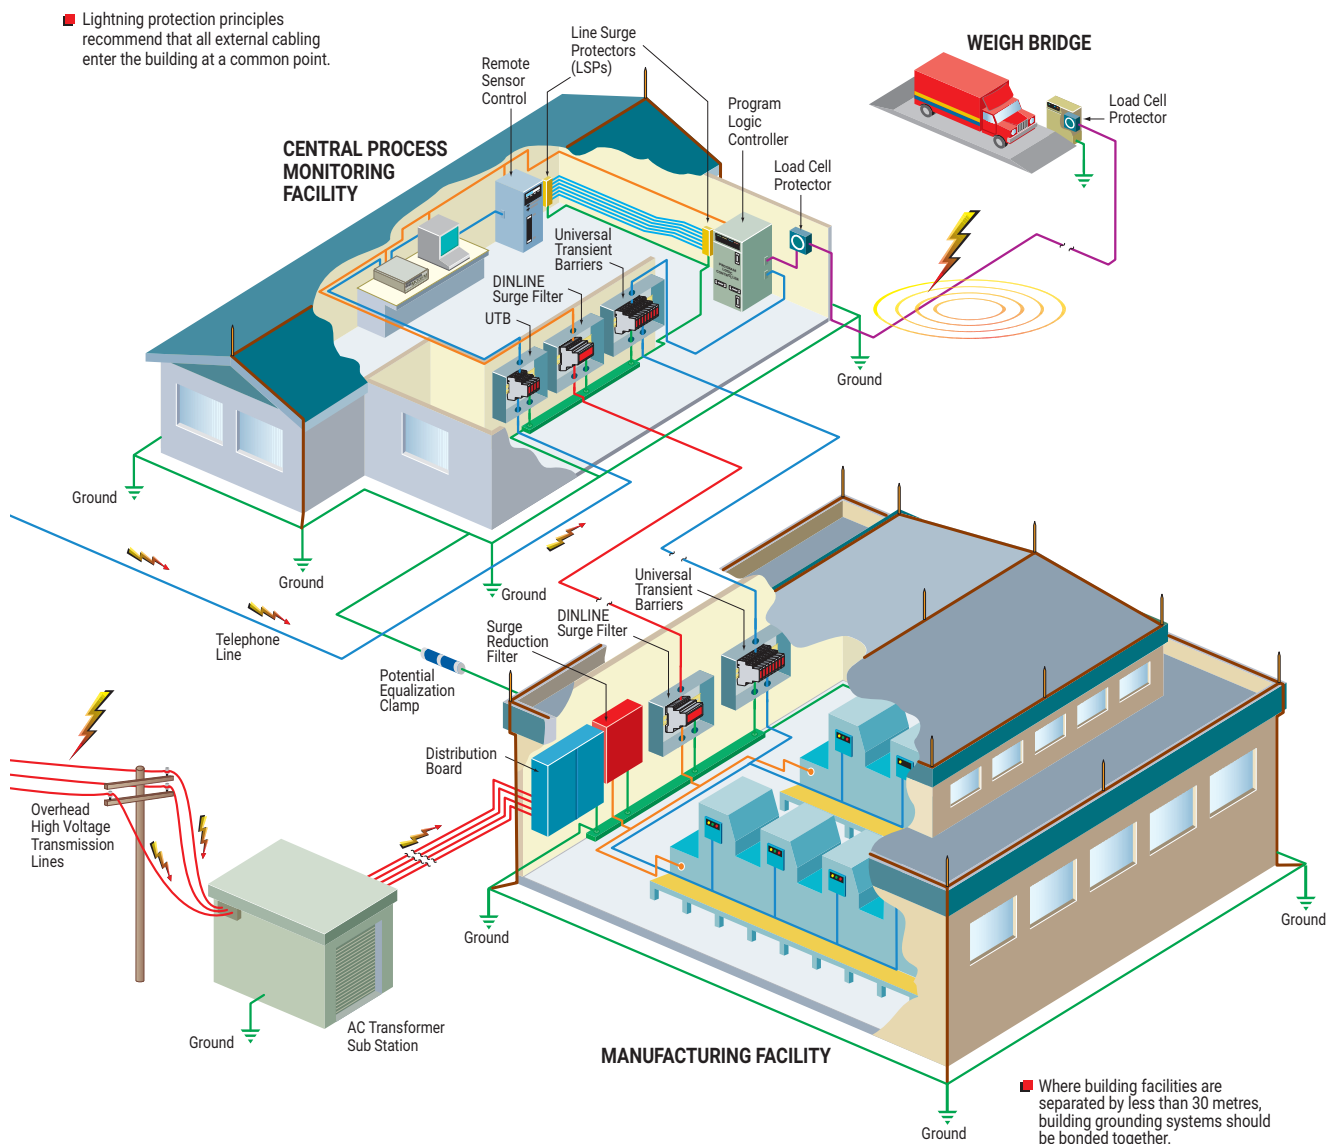 Lightning protection principles
recommend that all external cabling
enter the building at a common point.
Line Surge
Protectors
(LSPs)
Remote
Sensor
Control
Program
Logic
Controller
WEIGH BRIDGE
Load Cell
Protector
CENTRAL PROCESS
MONITORING
FACILITY
Load Cell
Protector
Universal
Transient
Barriers
DINLINE
Surge Filter
UTB
Ground
Ground
Ground
Ground
Telephone
Line
Potential
Equalization
Clamp
Surge
Reduction
Filter
DINLINE
Surge Filter
Universal
Transient
Barriers
Distribution
Board
Overhead
High Voltage
Transmission
Lines
Ground
Ground
Ground
AC Transformer
Sub Station
MANUFACTURING FACILITY
Ground
Where building facilities are
separated by less than 30 metres,
building grounding systems should
be bonded together.